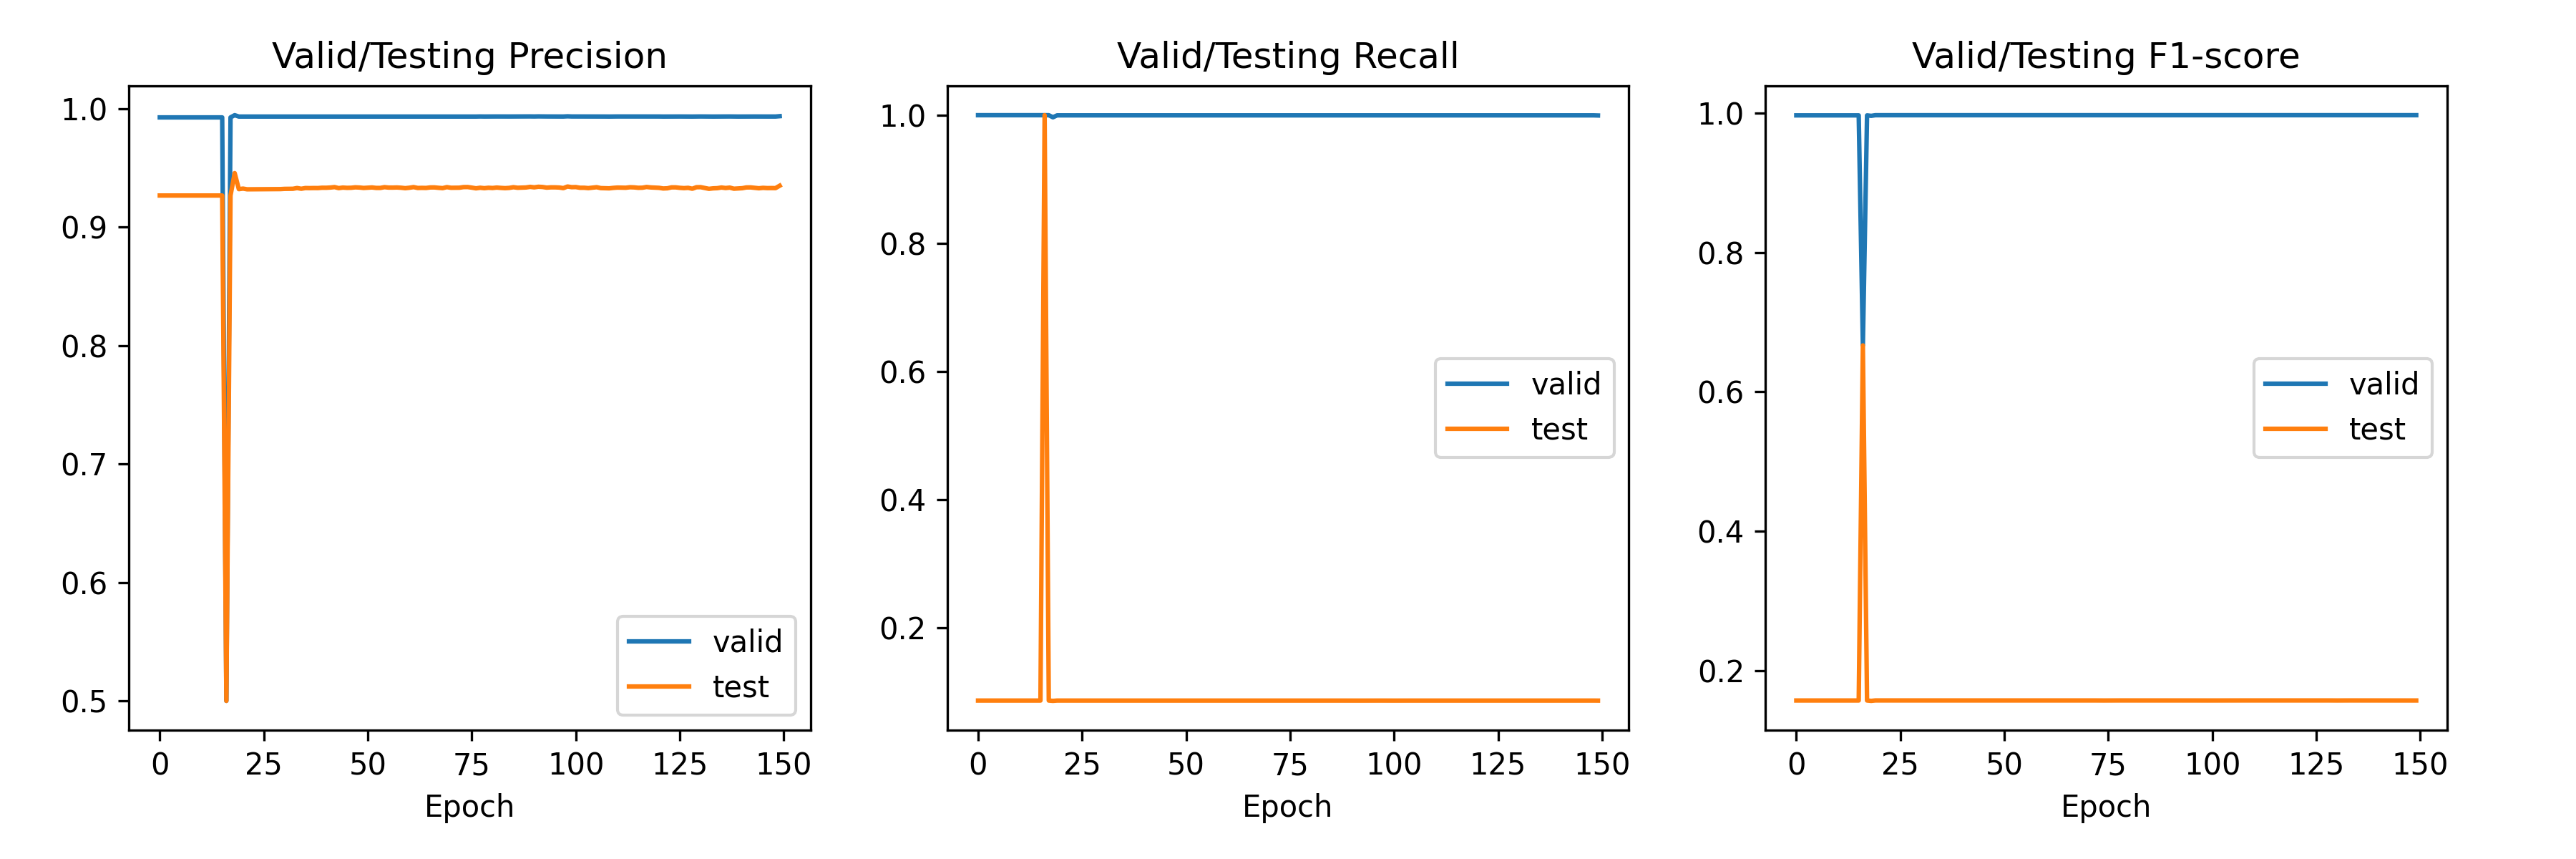 Valid/Testing Precision
1.0
0.9
0.8
0.7
0.6
0.5
valid
test
0 25 50 75 100 125 150
Epoch
Valid/Testing Recall
1.0
0.8
0.6
0.4
0.2
valid
test
0 25 50 75 100 125 150
Epoch
Valid/Testing F1-score
1.0
0.8
0.6
0.4
0.2
valid
test
0 25 50 75 100 125 150
Epoch